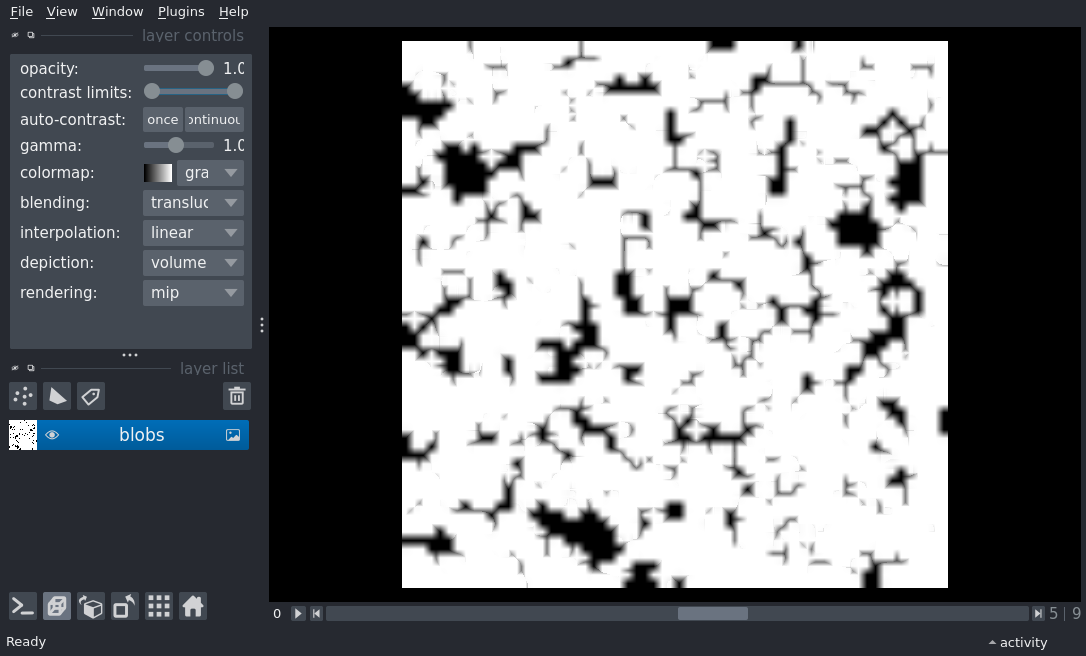 File View Window Plugins Help
layer controls
opacity: 1.0
contrast limits:
auto-contrast: once ontinuou
gamma: 1.0
colormap: gra
blending: transluc
interpolation: linear
depiction: volume
rendering: mip
layer list
blobs
0 5 | 9
Ready activity